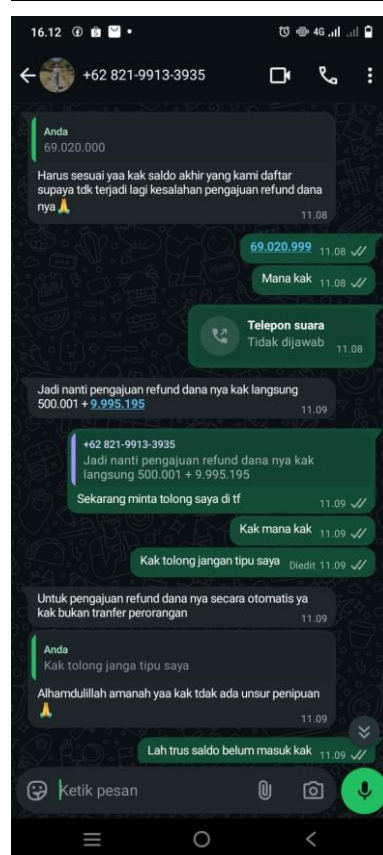 16.12
4G
+62 821-9913-3935
Anda
69.020.000
Harus sesuai yaa kak saldo akhir yang kami daftar
supaya tdk terjadi lagi kesalahan pengajuan refund dana
nya🙏
11.08
69.020.999 11.08
Mana kak 11.08
Telepon suara
Tidak dijawab
11.08
Jadi nanti pengajuan refund dana nya kak langsung
500.001 + 9.995.195
11.09
+62 821-9913-3935
Jadi nanti pengajuan refund dana nya kak
langsung 500.001 + 9.995.195
Sekarang minta tolong saya di tf
11.09
Kak mana kak 11.09
Kak tolong jangan tipu saya Diedit 11.09
Untuk pengajuan refund dana nya secara otomatis ya
kak bukan tranfer perorangan
11.09
Anda
Kak tolong janga tipu saya
Alhamdulillah amanah yaa kak tdak ada unsur penipuan
🙏
11.09
Lah trus saldo belum masuk kak 11.09
Ketik pesan